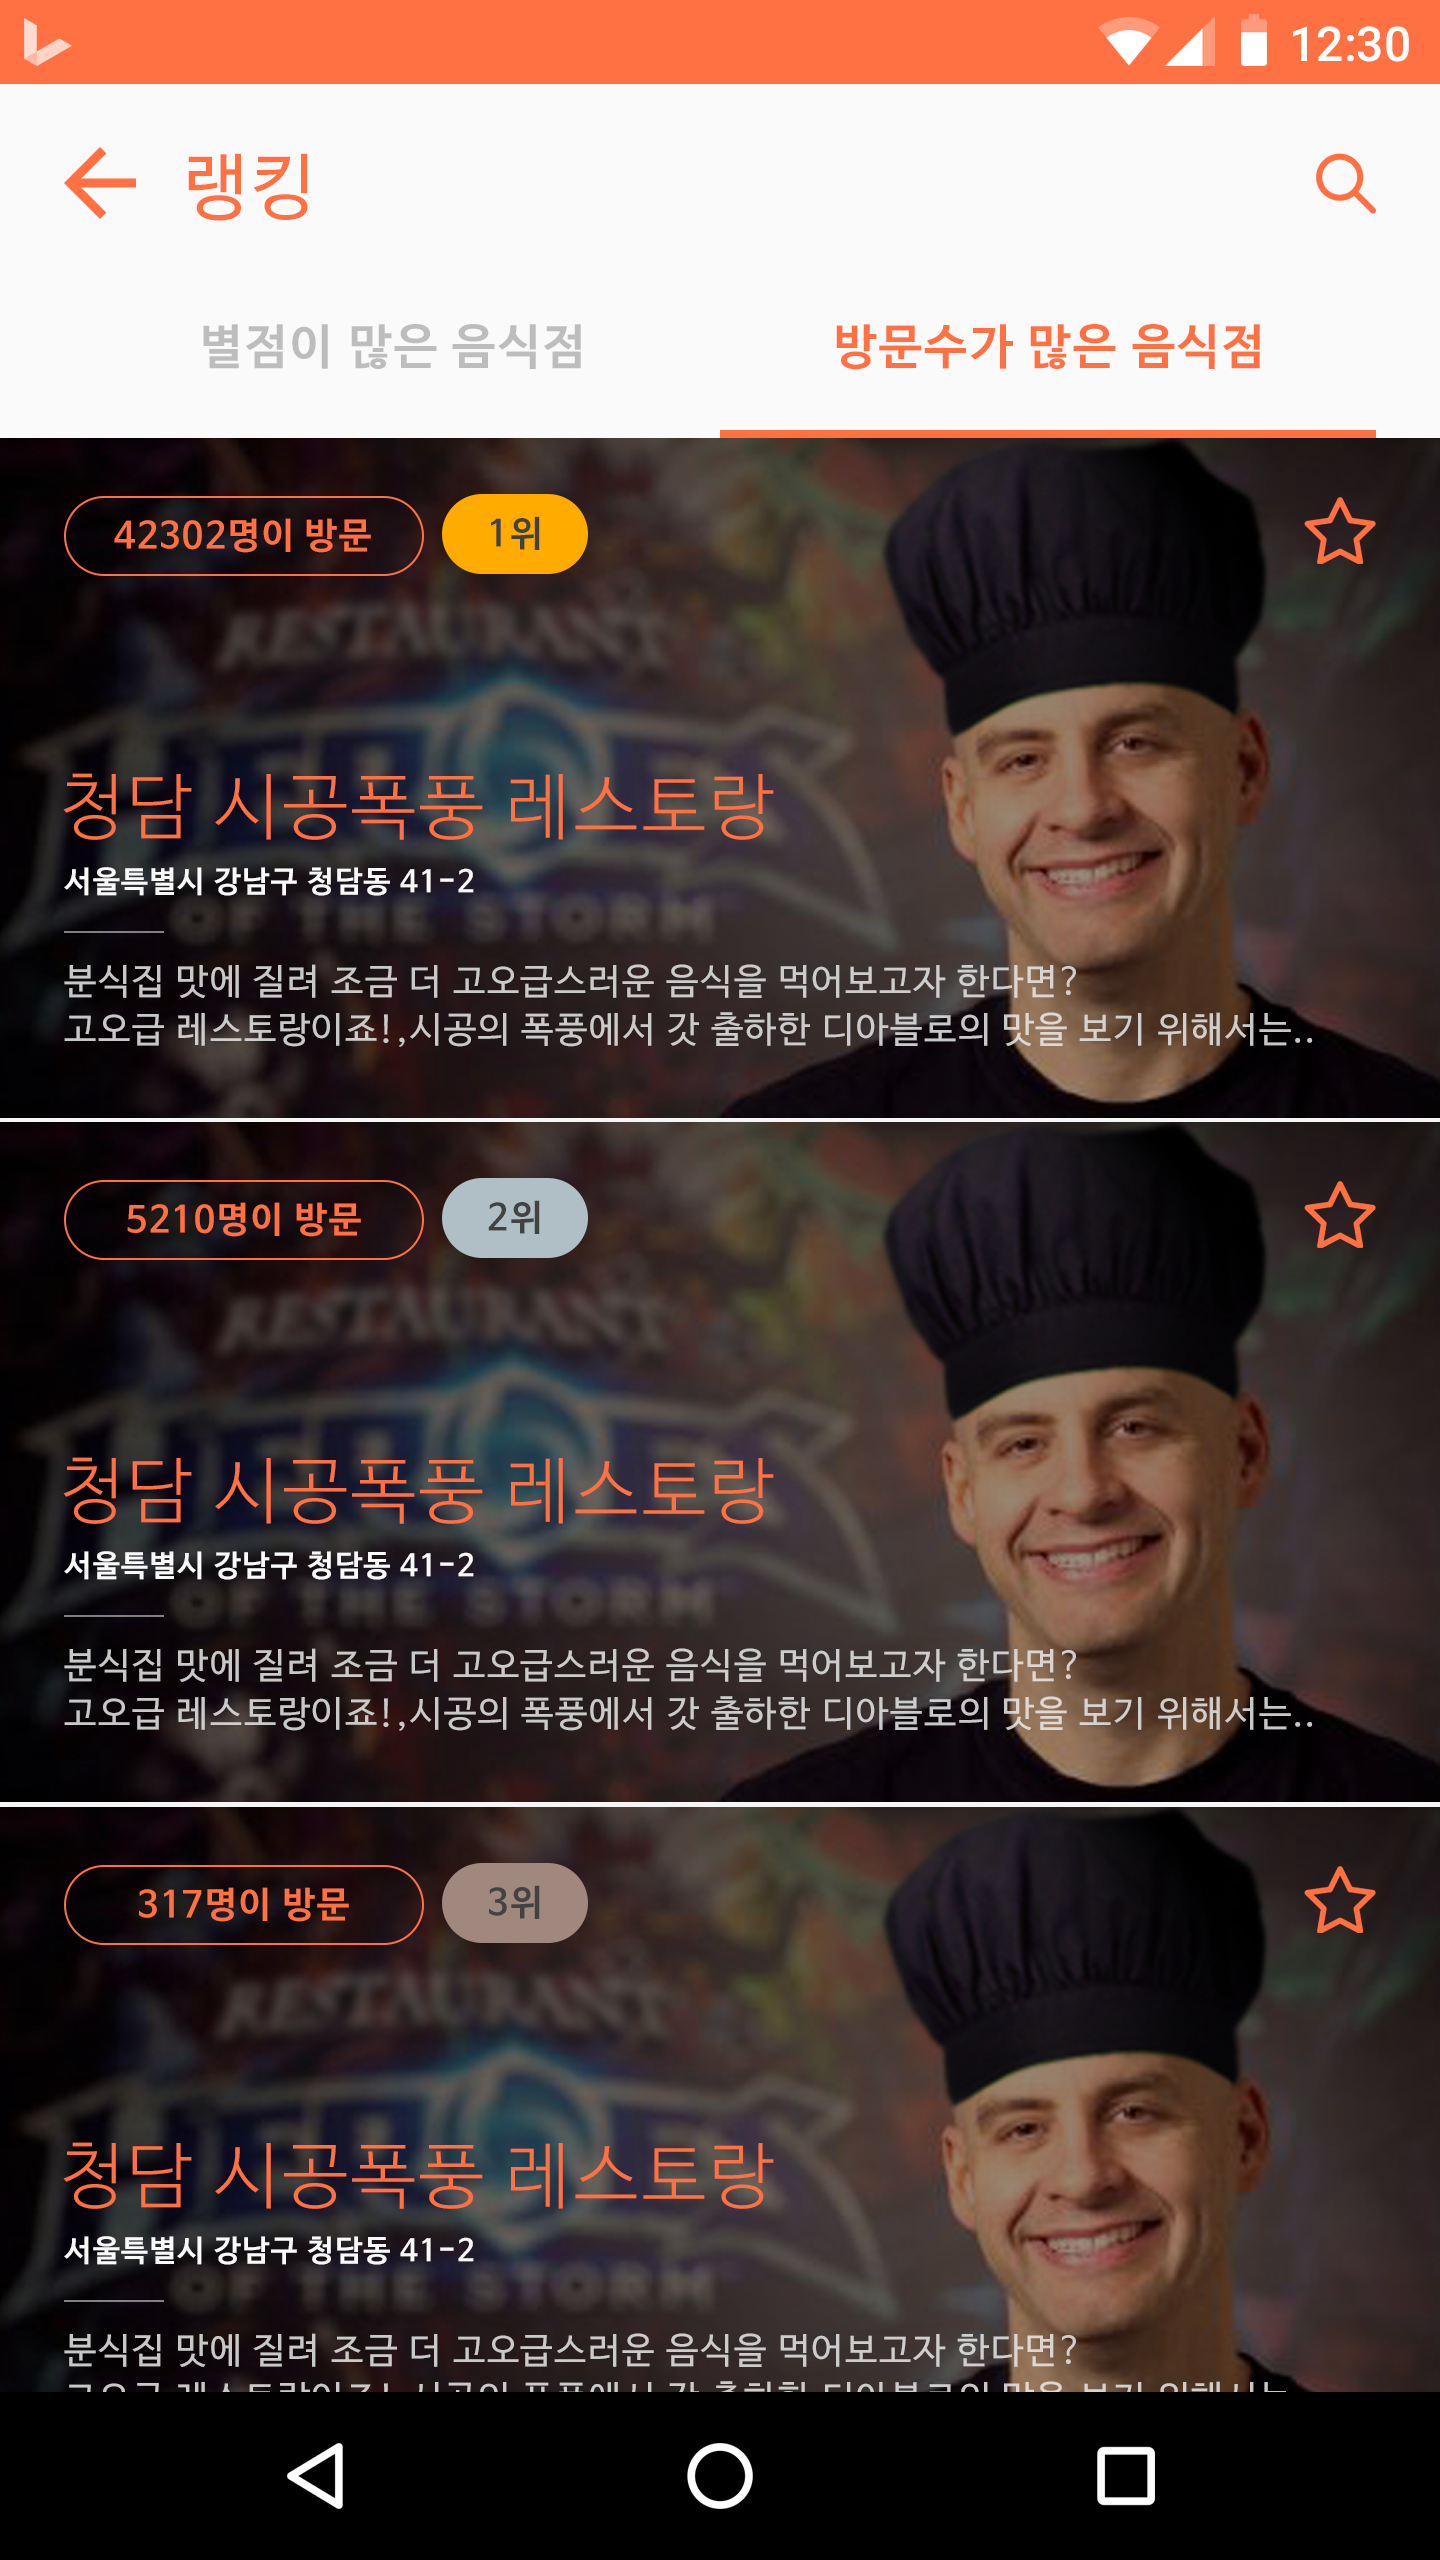 12:30
랭킹
별점이 많은 음식점
방문수가 많은 음식점
42302명이 방문
1위
RESTAURANT
청담 시공폭풍 레스토랑
서울특별시 강남구 청담동 41-2
OF THE STORM
분식집 맛에 질려 조금 더 고오급스러운 음식을 먹어보고자 한다면?
고오급 레스토랑이죠!,시공의 폭풍에서 갓 출하한 디아블로의 맛을 보기 위해서는..
5210명이 방문
2위
RESTAURANT
청담 시공폭풍 레스토랑
서울특별시 강남구 청담동 41-2
OF THE STORM
분식집 맛에 질려 조금 더 고오급스러운 음식을 먹어보고자 한다면?
고오급 레스토랑이죠!,시공의 폭풍에서 갓 출하한 디아블로의 맛을 보기 위해서는..
317명이 방문
3위
RESTAURANT
청담 시공폭풍 레스토랑
서울특별시 강남구 청담동 41-2
OF THE STORM
분식집 맛에 질려 조금 더 고오급스러운 음식을 먹어보고자 한다면?